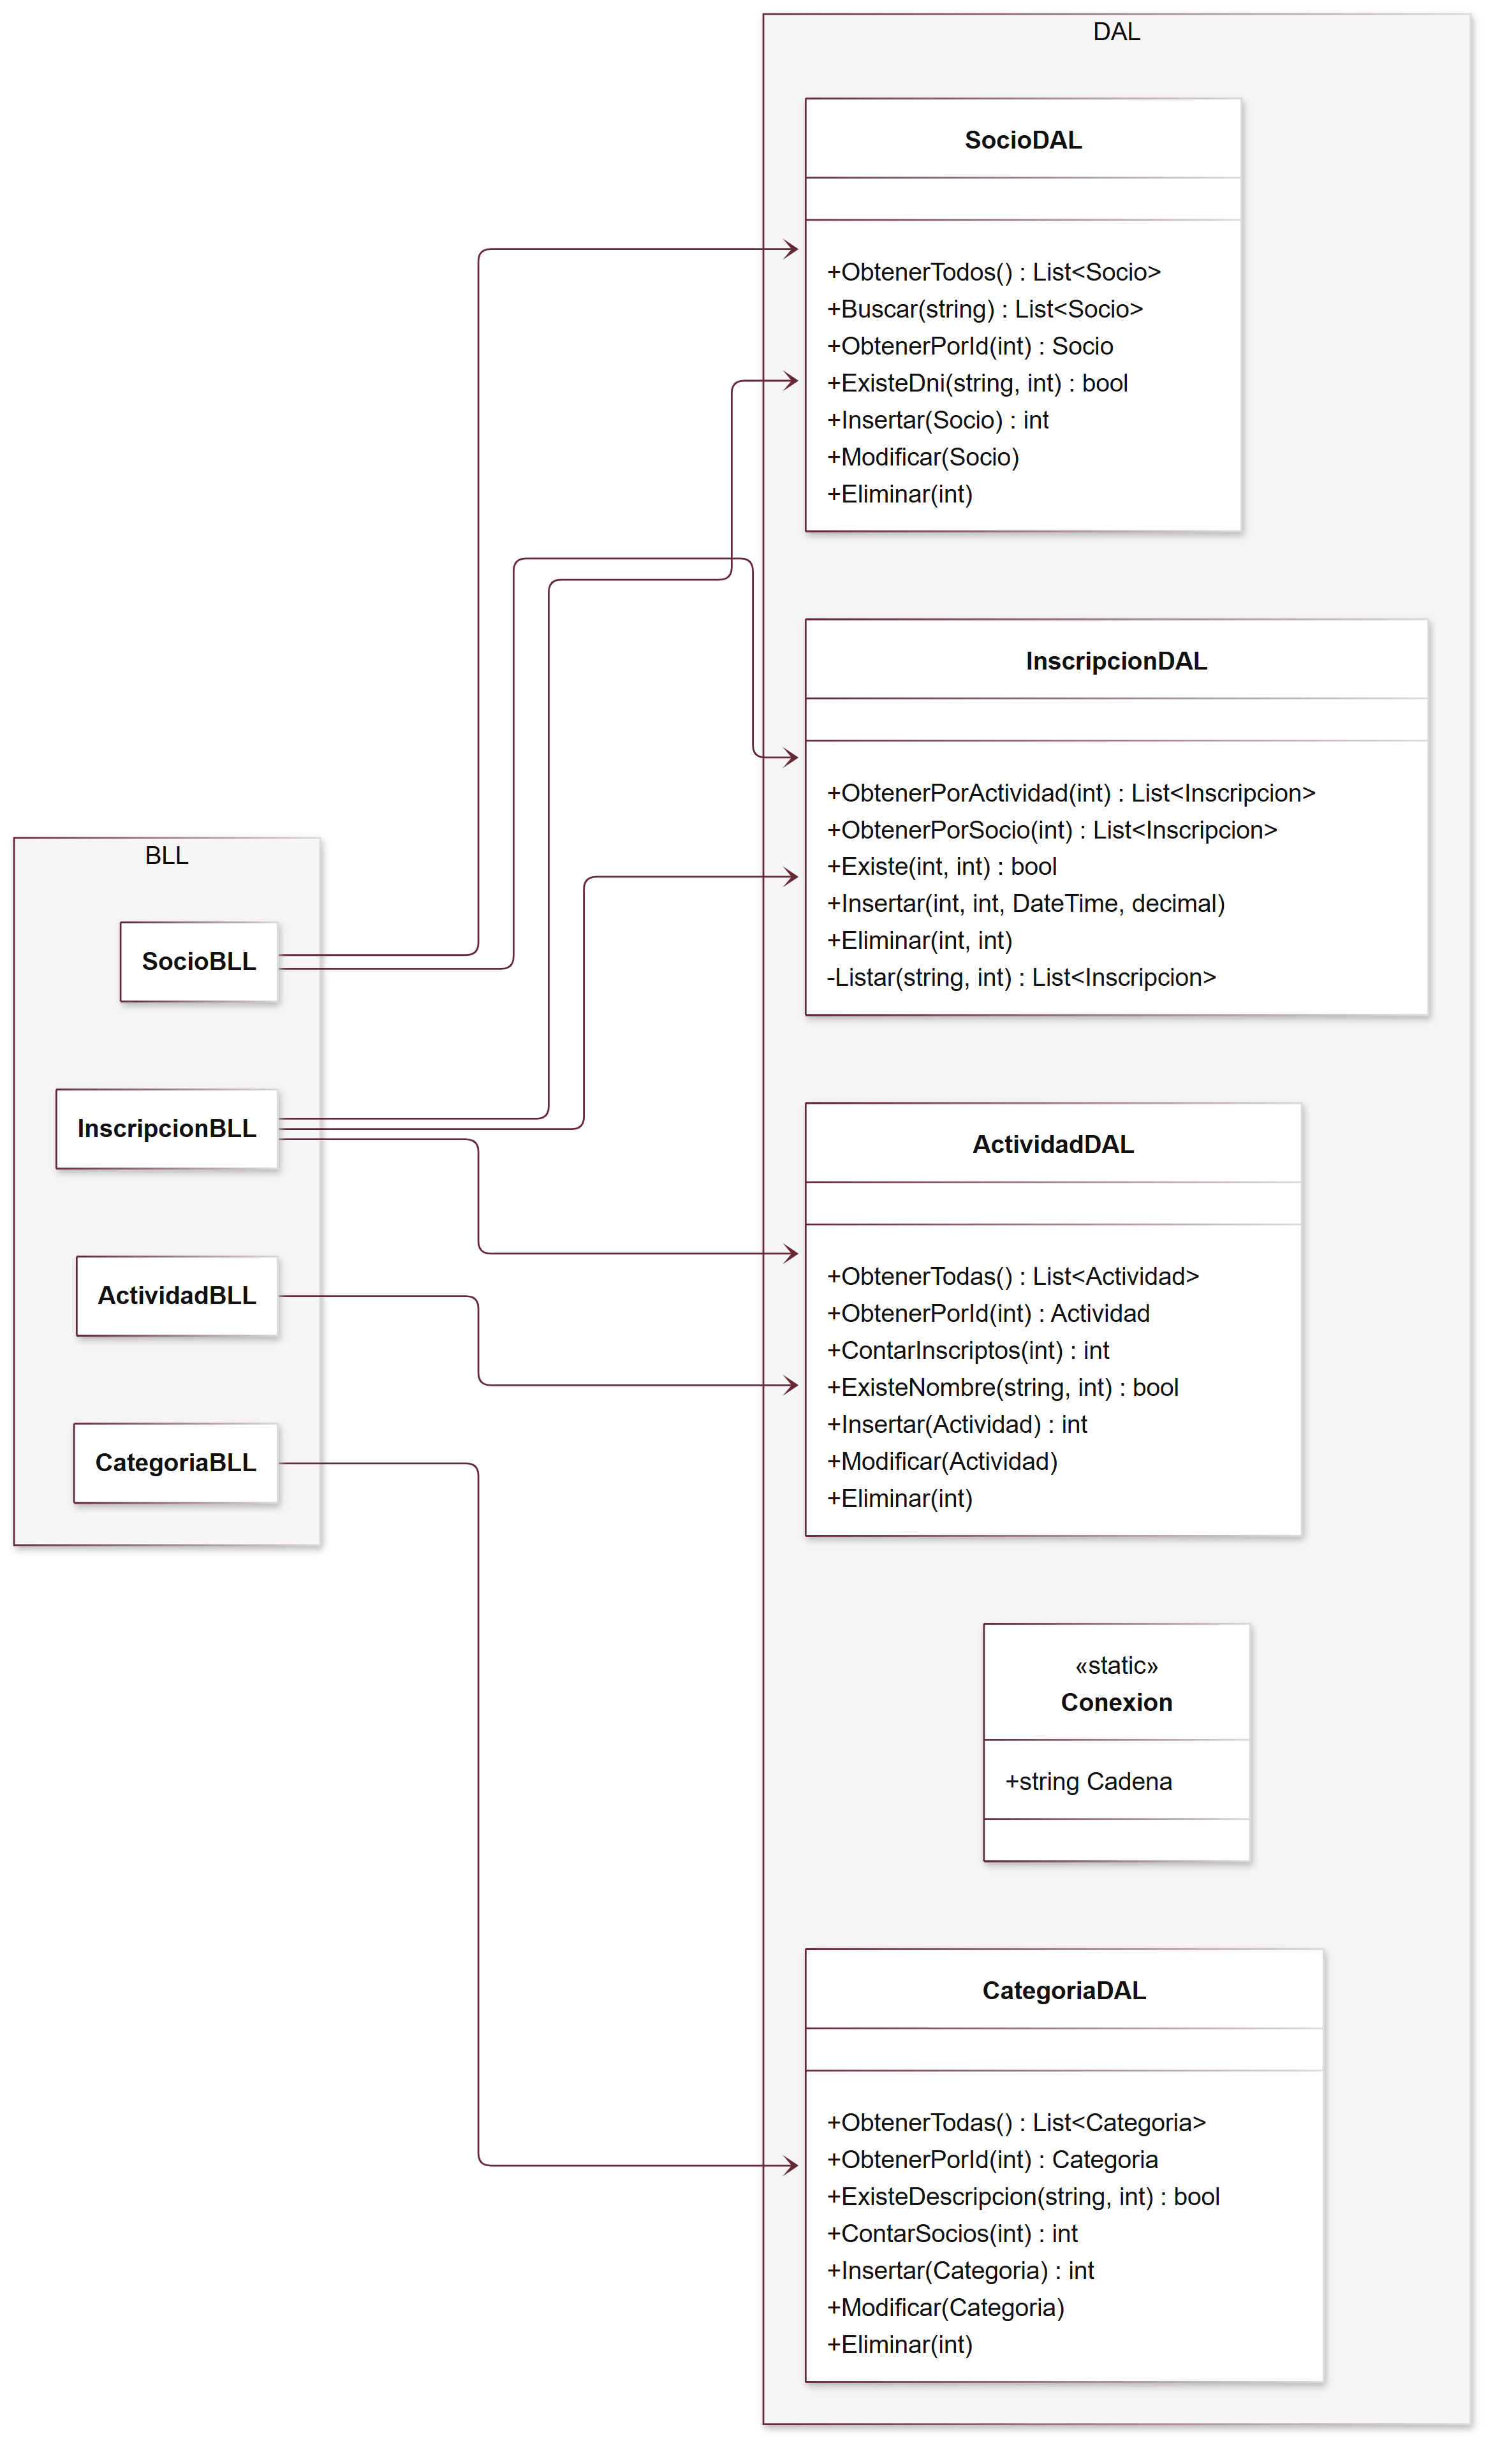 DAL
SocioDAL
+ObtenerTodos() : List<Socio>
+Buscar(string) : List<Socio>
+ObtenerPorId(int) : Socio
+ExisteDni(string, int) : bool
+Insertar(Socio) : int
+Modificar(Socio)
+Eliminar(int)
InscripcionDAL
+ObtenerPorActividad(int) : List<Inscripcion>
+ObtenerPorSocio(int) : List<Inscripcion>
+Existe(int, int) : bool
+Insertar(int, int, DateTime, decimal)
+Eliminar(int, int)
-Listar(string, int) : List<Inscripcion>
BLL
SocioBLL
InscripcionBLL
ActividadBLL
CategoriaBLL
ActividadDAL
+ObtenerTodas() : List<Actividad>
+ObtenerPorId(int) : Actividad
+ContarInscriptos(int) : int
+ExisteNombre(string, int) : bool
+Insertar(Actividad) : int
+Modificar(Actividad)
+Eliminar(int)
«static»
Conexion
+string Cadena
CategoriaDAL
+ObtenerTodas() : List<Categoria>
+ObtenerPorId(int) : Categoria
+ExisteDescripcion(string, int) : bool
+ContarSocios(int) : int
+Insertar(Categoria) : int
+Modificar(Categoria)
+Eliminar(int)